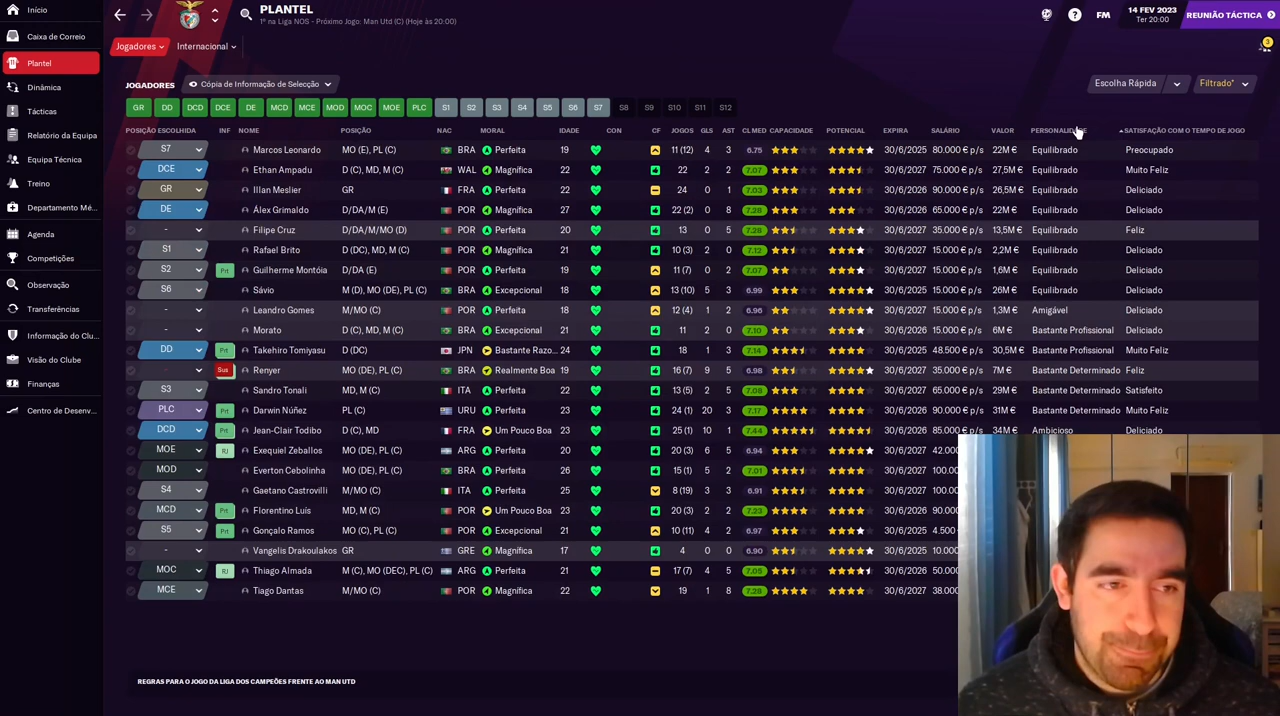 Início
Caixa de Correio
Plantel
Dinâmica
Tácticas
Relatório da Equipa
Equipa Técnica
Treino
Departamento Mé...
Agenda
Competições
Observação
Transferências
Informação do Clu...
Visão do Clube
Finanças
Centro de Desenv...
PLANTEL
1º na Liga NOS - Próximo Jogo: Man Utd (C) (Hoje às 20:00)
FM
14 FEV 2023
Ter 20:00
REUNIÃO TÁCTICA
Jogadores
Internacional
3
JOGADORES
Cópia de Informação de Selecção
Escolha Rápida
Filtrado*
GR DD DCD DCE DE MCD MCE MOD MOC MOE PLC S1 S2 S3 S4 S5 S6 S7 S8 S9 S10 S11 S12
POSIÇÃO ESCOLHIDA INF NOME POSIÇÃO NAC MORAL IDADE CON CF JOGOS GLS AST CL MED CAPACIDADE POTENCIAL EXPIRA SALÁRIO VALOR PERSONALIDADE SATISFAÇÃO COM O TEMPO DE JOGO
S7 Marcos Leonardo MO (E), PL (C) BRA Perfeita 19 11 (12) 4 3 6.75 30/6/2025 80.000 € p/s 22M € Equilibrado Preocupado
DCE Ethan Ampadu D (C), MD, M (C) WAL Magnífica 22 22 2 2 7.07 30/6/2026 75.000 € p/s 27,5M € Equilibrado Muito Feliz
GR Illan Meslier GR FRA Perfeita 22 24 0 1 7.03 30/6/2026 90.000 € p/s 26,5M € Equilibrado Deliciado
DE Álex Grimaldo D/DA/M (E) POR Magnífica 27 22 (2) 0 8 7.28 30/6/2026 65.000 € p/s 22M € Equilibrado Deliciado
- Filipe Cruz D/DA/M/MO (D) POR Perfeita 20 13 0 5 7.28 30/6/2026 35.000 € p/s 13,5M € Equilibrado Feliz
S1 Rafael Brito D (DC), MD, M (C) POR Magnífica 21 10 (3) 2 0 7.12 30/6/2027 15.000 € p/s 2,2M € Equilibrado Deliciado
S2 Prt Guilherme Montóia D/DA (E) POR Perfeita 19 11 (7) 0 2 7.07 30/6/2027 15.000 € p/s 1,6M € Equilibrado Deliciado
S6 Sávio M (D), MO (DE), PL (C) BRA Excepcional 18 13 (10) 5 3 6.99 30/6/2025 15.000 € p/s 26M € Equilibrado Deliciado
- Leandro Gomes M/MO (C) POR Perfeita 18 12 (4) 1 2 6.96 30/6/2027 15.000 € p/s 1,3M € Amigável Deliciado
- Morato D (C), MD, M (C) BRA Excepcional 21 11 2 0 7.10 30/6/2026 15.000 € p/s 6M € Bastante Profissional Deliciado
DD Prt Takehiro Tomiyasu D (DC) JPN Bastante Razo... 24 18 1 3 7.14 30/6/2025 48.500 € p/s 30,5M € Bastante Profissional Muito Feliz
- Sus Renyer MO (DE), PL (C) BRA Realmente Boa 19 16 (7) 9 5 6.98 30/6/2027 35.000 € p/s 7M € Bastante Determinado Feliz
S3 Sandro Tonali MD, M (C) ITA Perfeita 22 13 (5) 2 5 7.08 30/6/2027 65.000 € p/s 29M € Bastante Determinado Satisfeito
PLC Prt Darwin Núñez PL (C) URU Perfeita 23 24 (1) 20 3 7.17 30/6/2026 90.000 € p/s 31M € Bastante Determinado Muito Feliz
DCD Prt Jean-Clair Todibo D (C), MD FRA Um Pouco Boa 23 25 (1) 10 1 7.44 30/6/2026 85.000 € p/s 34M € Ambicioso Deliciado
MOE RJ Exequiel Zeballos MO (DE), PL (C) ARG Perfeita 20 20 (3) 6 5 6.94 30/6/2027 42.000
MOD Everton Cebolinha MO (DE), PL (C) BRA Perfeita 26 15 (1) 5 2 7.01 30/6/2027 100.00
S4 Gaetano Castrovilli M/MO (C) ITA Perfeita 25 8 (19) 3 3 6.91 30/6/2027 100.00
MCD Prt Florentino Luís MD, M (C) POR Um Pouco Boa 23 20 (3) 2 2 7.23 30/6/2026 90.000
S5 Prt Gonçalo Ramos MO (C), PL (C) POR Excepcional 21 10 (11) 4 2 6.97 30/6/2025 4.500 €
- Vangelis Drakoulakos GR GRE Magnífica 17 4 0 0 6.90 30/6/2025 10.000
MOC RJ Thiago Almada M (C), MO (DEC), PL (C) ARG Perfeita 21 17 (7) 4 5 7.05 30/6/2026 50.000
MCE Tiago Dantas M/MO (C) POR Magnífica 22 19 1 8 7.28 30/6/2027 38.000
REGRAS PARA O JOGO DA LIGA DOS CAMPEÕES FRENTE AO MAN UTD